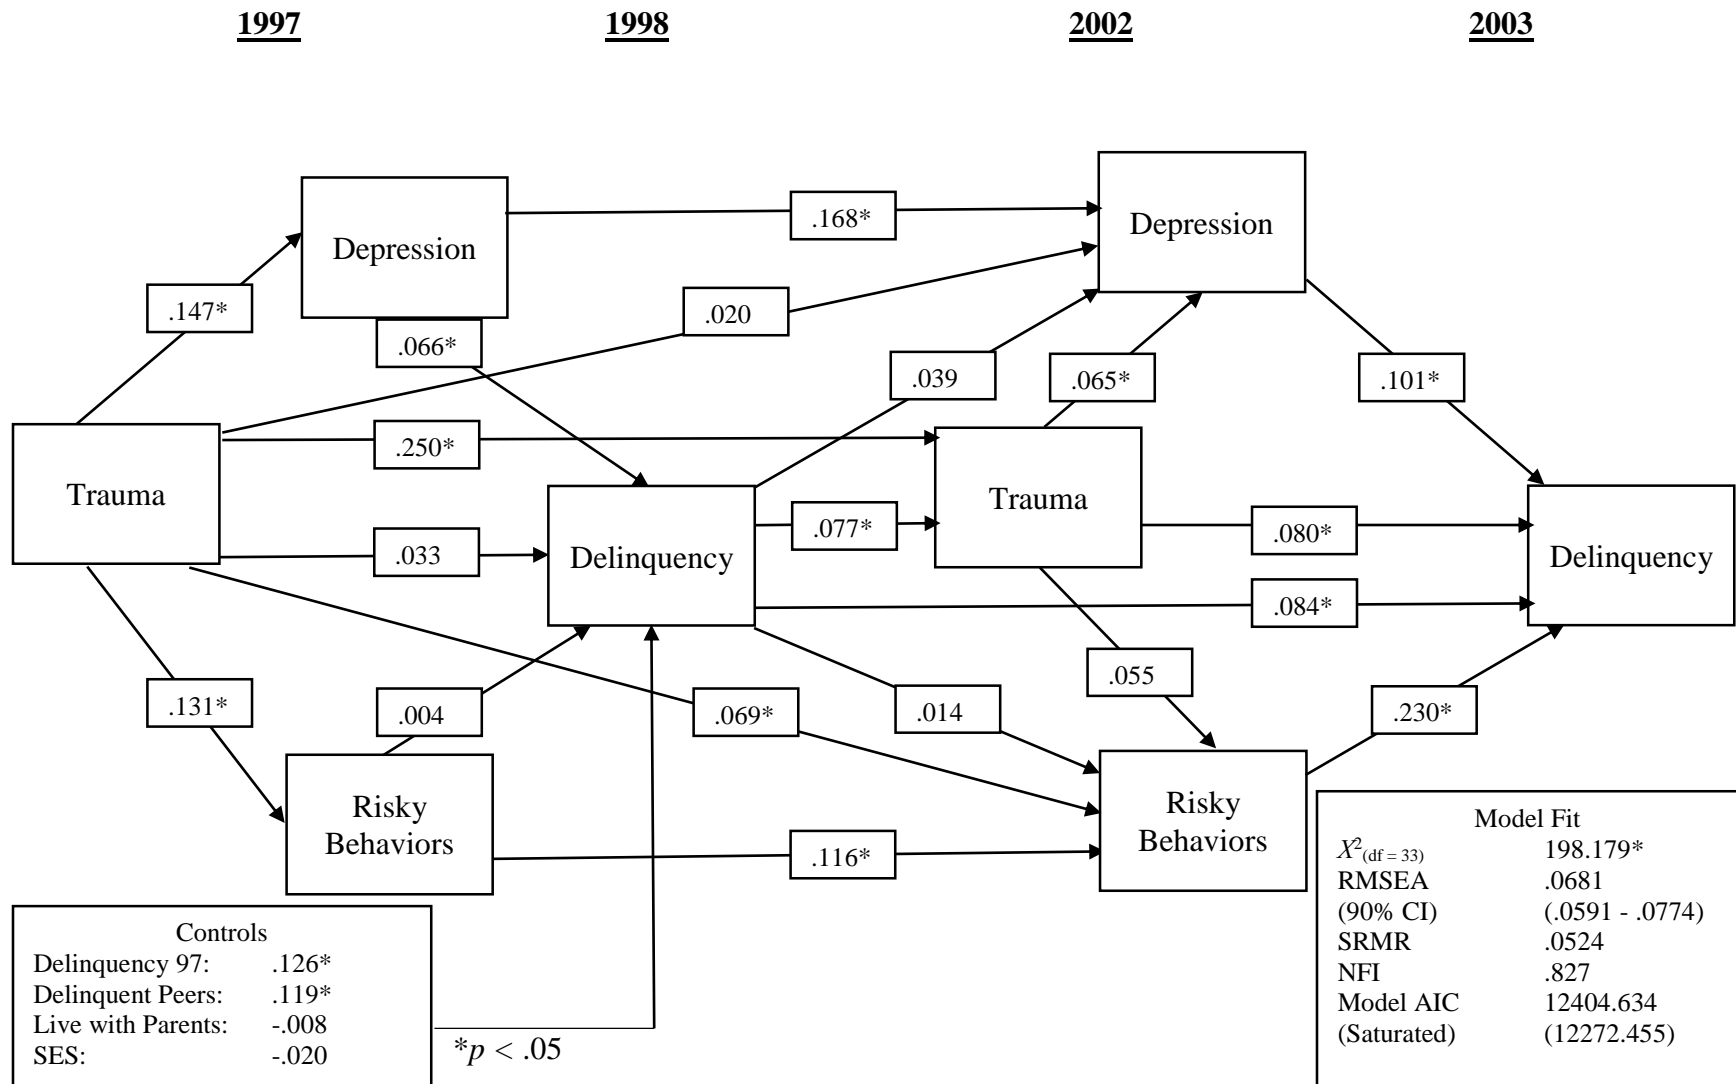 1997 1998 2002 2003
Depression
Depression
.168*
.147*
.020
.066*
.039
.065*
.101*
.250*
Trauma
Trauma
.077*
.080*
.033
Delinquency
Delinquency
.084*
.055
.131*
.004
.069*
.014
.230*
Risky
Behaviors
Risky
Behaviors
.116*
Controls
Delinquency 97: .126*
Delinquent Peers: .119*
Live with Parents: -.008
SES: -.020
*p < .05
Model Fit
X²(df = 33) 198.179*
RMSEA .0681
(90% CI) (.0591 - .0774)
SRMR .0524
NFI .827
Model AIC 12404.634
(Saturated) (12272.455)